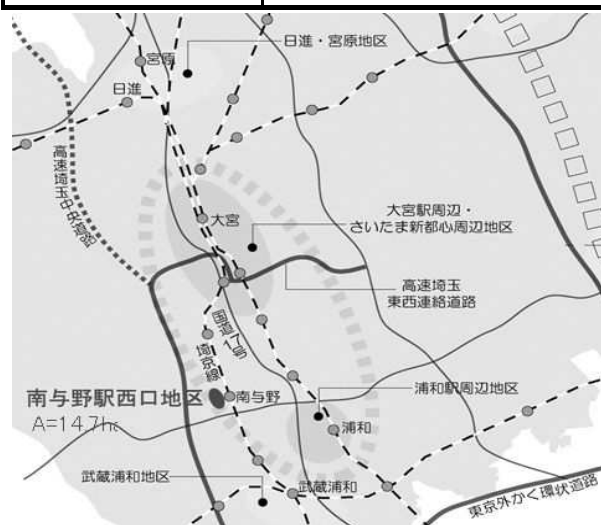 日進・宮原地区
宮原
日進
高速埼玉中央道路
大宮
大宮駅周辺・
さいたま新都心周辺地区
高速埼玉
東西連絡道路
国道17号
埼京線
南与野駅西口地区
A=14.7ha
南与野
浦和駅周辺地区
浦和
武蔵浦和地区
武蔵浦和
東京外かく環状道路